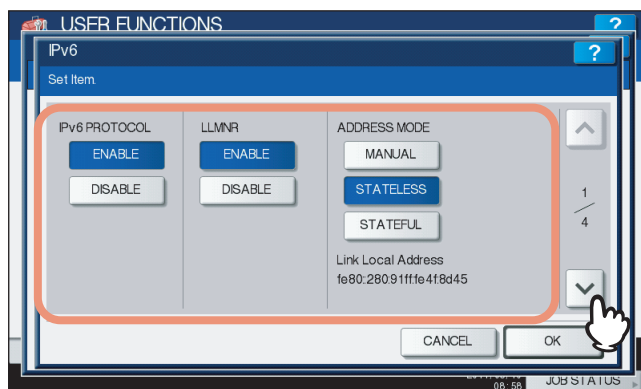 USER FUNCTIONS
?
IPv6
?
Set Item.
IPv6 PROTOCOL
ENABLE
DISABLE
LLMNR
ENABLE
DISABLE
ADDRESS MODE
MANUAL
STATELESS
STATEFUL
Link Local Address
fe80::280:91ff:fe4f:8d45
1
4
CANCEL
OK
08:58
JOB STATUS